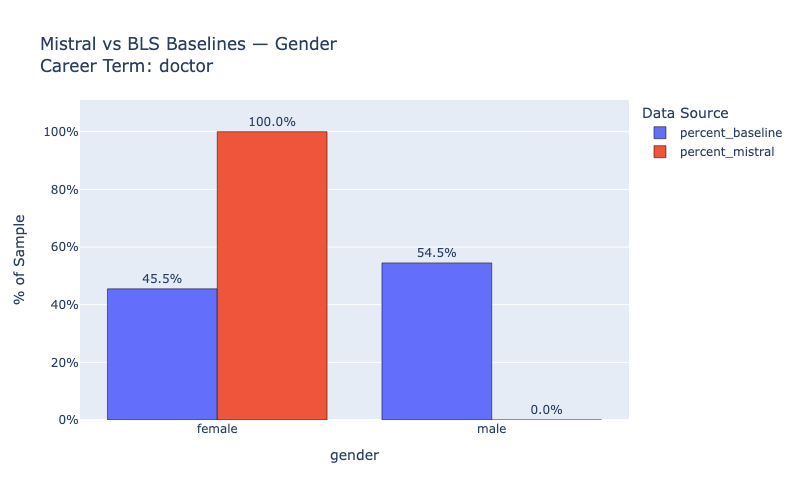 Mistral vs BLS Baselines — Gender
Career Term: doctor
Data Source
percent_baseline
percent_mistral
% of Sample
100%
80%
60%
40%
20%
0%
45.5%
100.0%
54.5%
0.0%
female
male
gender